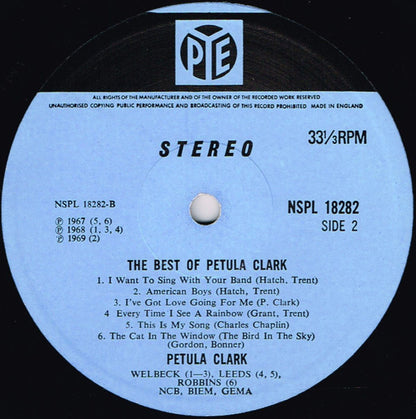 PYE
ALL RIGHTS OF THE MANUFACTURER AND OF THE OWNER OF THE RECORDED WORK RESERVED
UNAUTHORISED COPYING PUBLIC PERFORMANCE AND BROADCASTING OF THIS RECORD PROHIBITED MADE IN ENGLAND
STEREO
33⅓RPM
NSPL 18282-B
Ⓟ 1967 (5, 6)
Ⓟ 1968 (1, 3, 4)
Ⓟ 1969 (2)
NSPL 18282
SIDE 2
THE BEST OF PETULA CLARK
1. I Want To Sing With Your Band (Hatch, Trent)
2. American Boys (Hatch, Trent)
3. I've Got Love Going For Me (P. Clark)
4 Every Time I See A Rainbow (Grant, Trent)
5. This Is My Song (Charles Chaplin)
6. The Cat In The Window (The Bird In The Sky)
(Gordon, Bonner)
PETULA CLARK
WELBECK (1—3), LEEDS (4, 5),
ROBBINS (6)
NCB, BIEM, GEMA